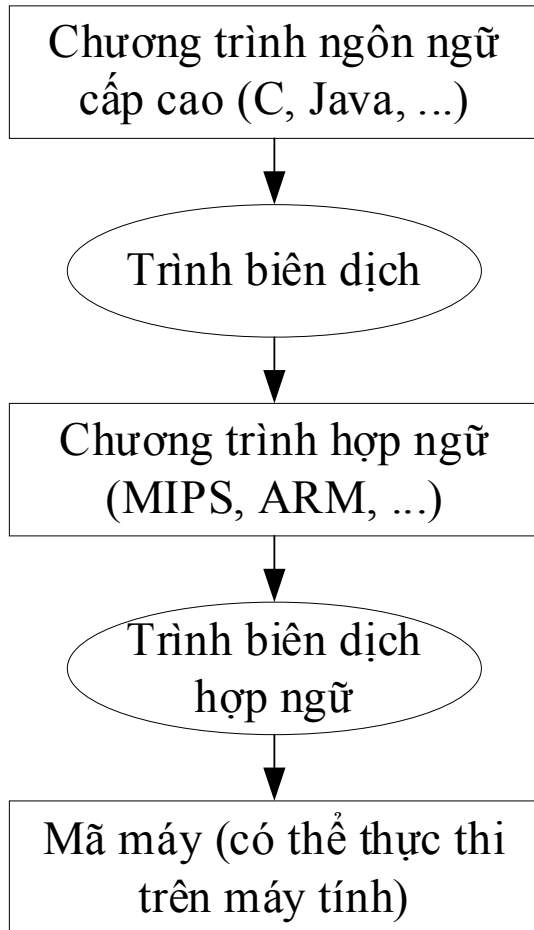 Chương trình ngôn ngữ
cấp cao (C, Java, ...)
Trình biên dịch
Chương trình hợp ngữ
(MIPS, ARM, ...)
Trình biên dịch
hợp ngữ
Mã máy (có thể thực thi
trên máy tính)